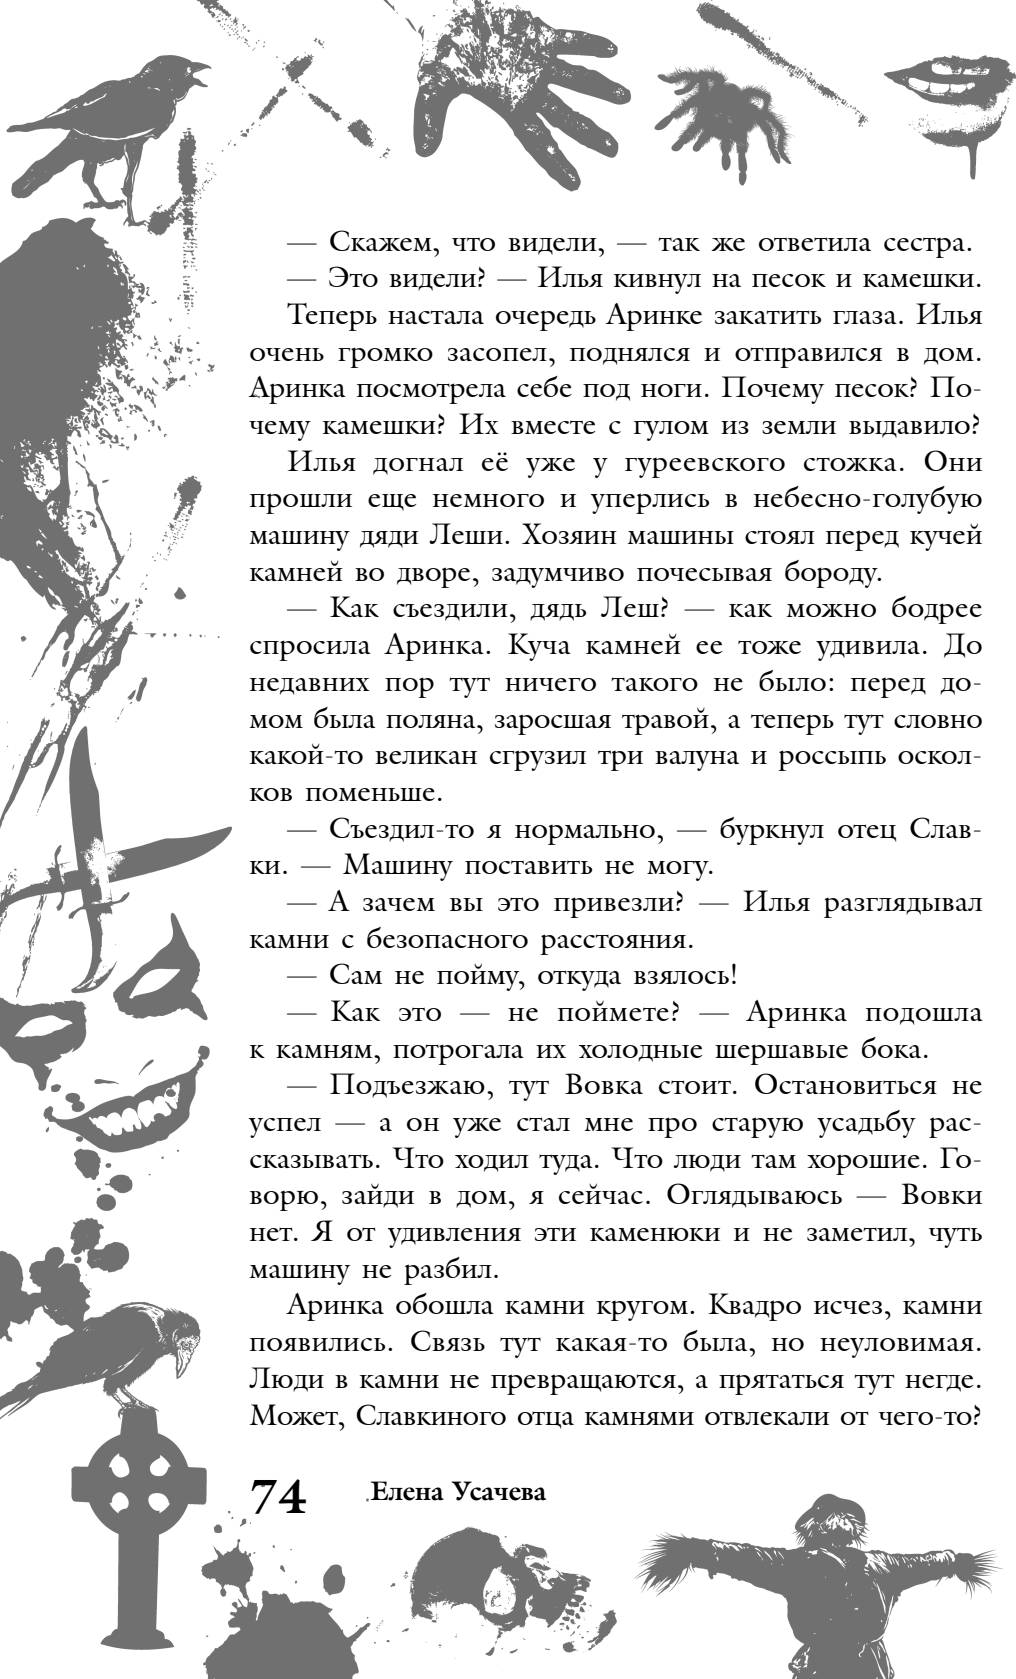 — Скажем, что видели, — так же ответила сестра.
— Это видели? — Илья кивнул на песок и камешки.
Теперь настала очередь Аринке закатить глаза. Илья
очень громко засопел, поднялся и отправился в дом.
Аринка посмотрела себе под ноги. Почему песок? По-
чему камешки? Их вместе с гулом из земли выдавило?
Илья догнал её уже у гуреевского стожка. Они
прошли еще немного и уперлись в небесно-голубую
машину дяди Леши. Хозяин машины стоял перед кучей
камней во дворе, задумчиво почесывая бороду.
— Как съездили, дядь Леш? — как можно бодрее
спросила Аринка. Куча камней ее тоже удивила. До
недавних пор тут ничего такого не было: перед до-
мом была поляна, заросшая травой, а теперь тут словно
какой-то великан сгрузил три валуна и россыпь оскол-
ков поменьше.
— Съездил-то я нормально, — буркнул отец Слав-
ки. — Машину поставить не могу.
— А зачем вы это привезли? — Илья разглядывал
камни с безопасного расстояния.
— Сам не пойму, откуда взялось!
— Как это — не поймете? — Аринка подошла
к камням, потрогала их холодные шершавые бока.
— Подъезжаю, тут Вовка стоит. Остановиться не
успел — а он уже стал мне про старую усадьбу рас-
сказывать. Что ходил туда. Что люди там хорошие. Го-
ворю, зайди в дом, я сейчас. Оглядываюсь — Вовки
нет. Я от удивления эти каменюки и не заметил, чуть
машину не разбил.
Аринка обошла камни кругом. Квадро исчез, камни
появились. Связь тут какая-то была, но неуловимая.
Люди в камни не превращаются, а прятаться тут негде.
Может, Славкиного отца камнями отвлекали от чего-то?
74 Елена Усачева